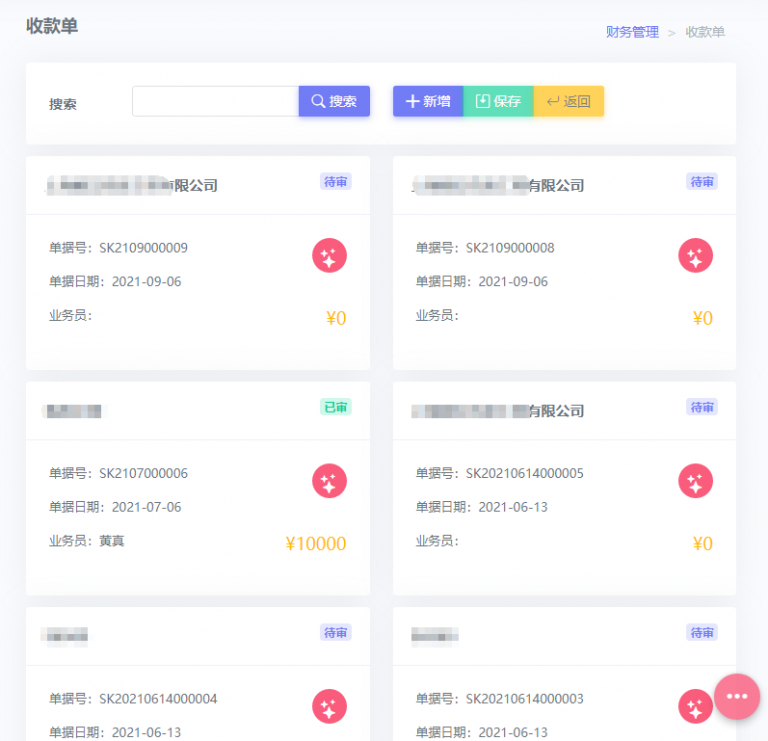 收款单
财务管理 > 收款单
搜索 搜索 新增 保存 返回
限公司 待审
有限公司 待审
单据号：SK2109000009
单据日期：2021-09-06
业务员：
¥0
单据号：SK2109000008
单据日期：2021-09-06
业务员：
¥0
已审
有限公司 待审
单据号：SK2107000006
单据日期：2021-07-06
业务员：黄真
¥10000
单据号：SK20210614000005
单据日期：2021-06-13
业务员：
¥0
待审
待审
单据号：SK20210614000004
单据日期：2021-06-13
单据号：SK20210614000003
单据日期：2021-06-13